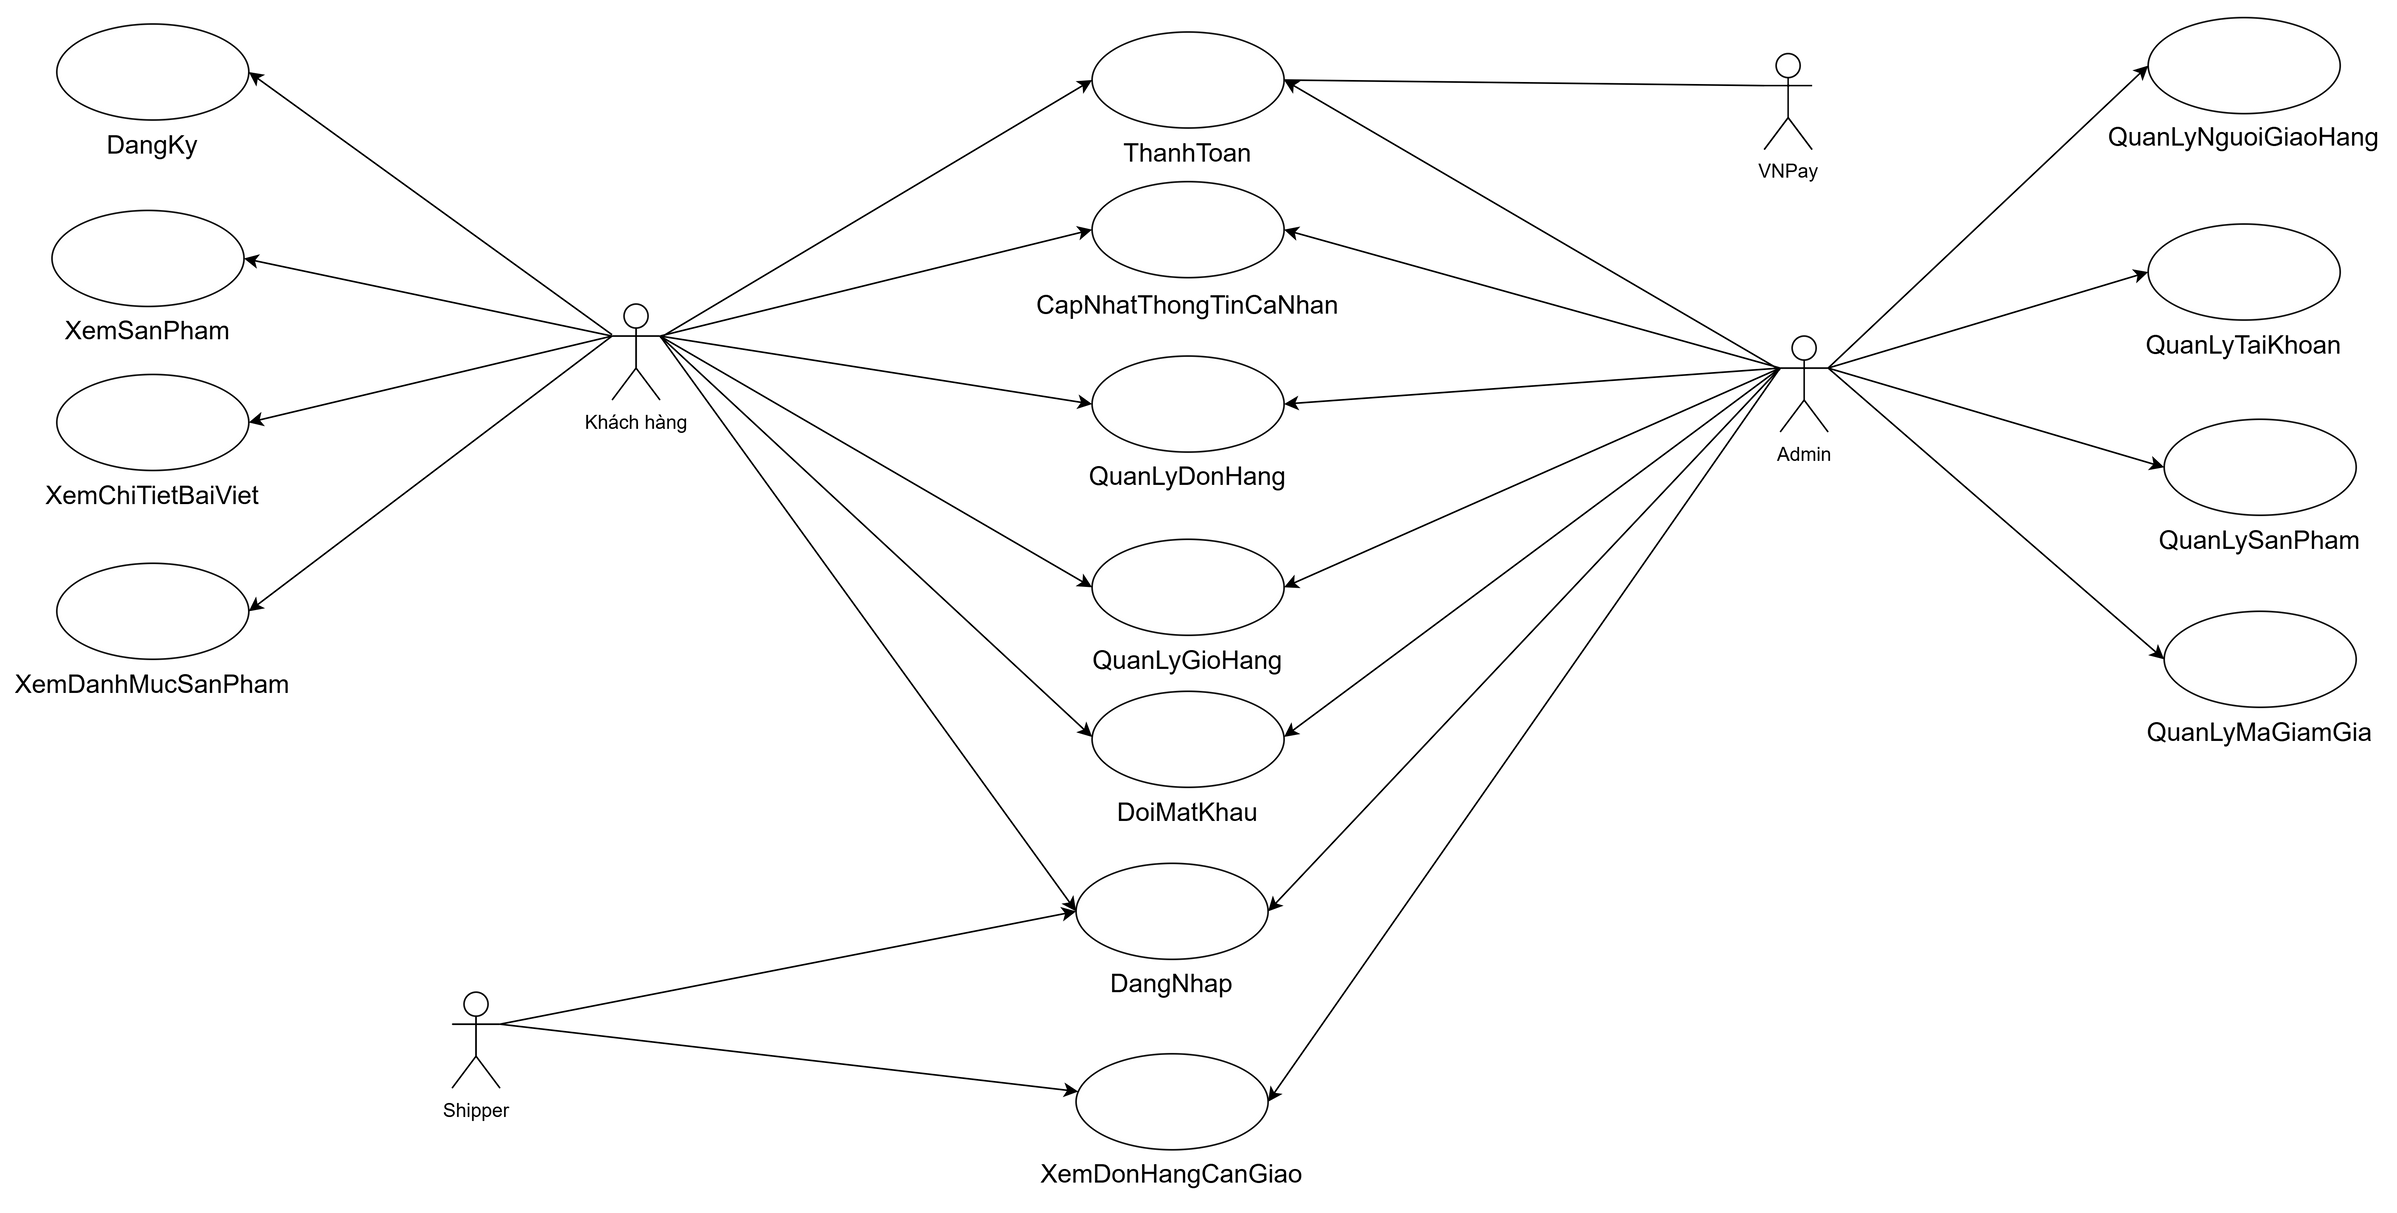 DangKy
XemSanPham
XemChiTietBaiViet
XemDanhMucSanPham
Khách hàng
ThanhToan
CapNhatThongTinCaNhan
QuanLyDonHang
QuanLyGioHang
DoiMatKhau
DangNhap
XemDonHangCanGiao
Shipper
VNPay
Admin
QuanLyNguoiGiaoHang
QuanLyTaiKhoan
QuanLySanPham
QuanLyMaGiamGia